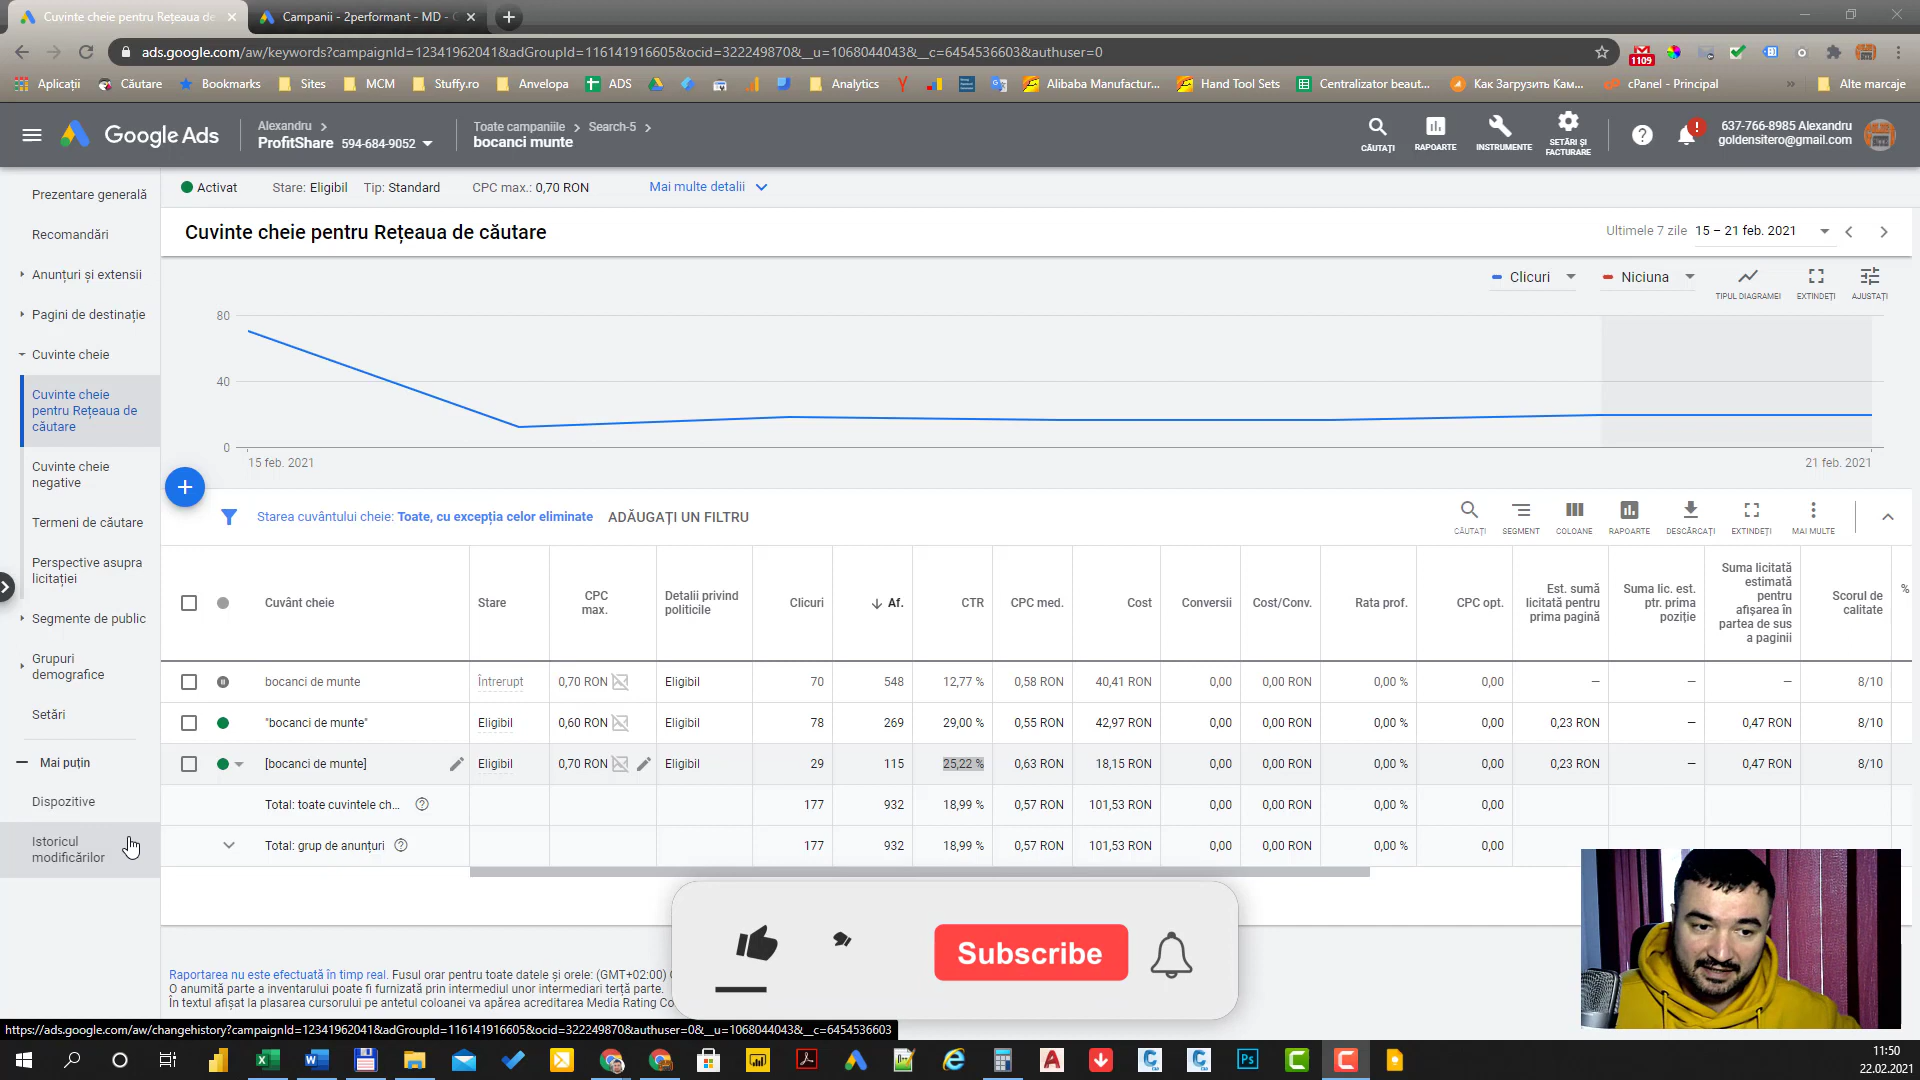 Cuvinte cheie pentru Rețeaua de
Campanii - 2performant - MD -
ads.google.com/aw/keywords?campaignId=12341962041&adGroupId=116141916605&ocid=322249870&__u=1068044043&__c=6454536603&authuser=0
1109
Aplicații
Căutare
Bookmarks
Sites
MCM
Stuffy.ro
Anvelopa
ADS
Analytics
Alibaba Manufactur...
Hand Tool Sets
Centralizator beaut...
Как Загрузить Кам...
cPanel - Principal
Alte marcaje
Google Ads
Alexandru
ProfitShare 594-684-9052
Toate campaniile > Search-5 >
bocanci munte
CĂUTAȚI
RAPOARTE
INSTRUMENTE
SETĂRI ȘI
FACTURARE
637-766-8985 Alexandru
goldensitero@gmail.com
Activat
Stare: Eligibil
Tip: Standard
CPC max.: 0,70 RON
Mai multe detalii
Prezentare generală
Recomandări
Anunțuri și extensii
Pagini de destinație
Cuvinte cheie
Cuvinte cheie
pentru Rețeaua de
căutare
Cuvinte cheie
negative
Termeni de căutare
Perspective asupra
licitației
Segmente de public
Grupuri
demografice
Setări
Mai puțin
Dispozitive
Istoricul
modificărilor
Cuvinte cheie pentru Rețeaua de căutare
Ultimele 7 zile 15 – 21 feb. 2021
Clicuri
Niciuna
TIPUL DIAGRAMEI
EXTINDEȚI
AJUSTAȚI
80
40
0
15 feb. 2021
21 feb. 2021
Starea cuvântului cheie: Toate, cu excepția celor eliminate
ADĂUGAȚI UN FILTRU
CĂUTAȚI
SEGMENT
COLOANE
RAPOARTE
DESCĂRCAȚI
EXTINDEȚI
MAI MULTE
Cuvânt cheie
Stare
CPC
max.
Detalii privind
politicile
Clicuri
Af.
CTR
CPC med.
Cost
Conversii
Cost/Conv.
Rata prof.
CPC opt.
Est. sumă
licitată pentru
prima pagină
Suma lic. est.
ptr. prima
poziție
Suma licitată
estimată
pentru
afișarea în
partea de sus
a paginii
Scorul de
calitate
%
bocanci de munte Întrerupt 0,70 RON Eligibil 70 548 12,77 % 0,58 RON 40,41 RON 0,00 0,00 RON 0,00 % 0,00 – – – 8/10
"bocanci de munte" Eligibil 0,60 RON Eligibil 78 269 29,00 % 0,55 RON 42,97 RON 0,00 0,00 RON 0,00 % 0,00 0,23 RON – 0,47 RON 8/10
[bocanci de munte] Eligibil 0,70 RON Eligibil 29 115 25,22 % 0,63 RON 18,15 RON 0,00 0,00 RON 0,00 % 0,00 0,23 RON – 0,47 RON 8/10
Total: toate cuvintele ch... 177 932 18,99 % 0,57 RON 101,53 RON 0,00 0,00 RON 0,00 % 0,00
Total: grup de anunțuri 177 932 18,99 % 0,57 RON 101,53 RON 0,00 0,00 RON 0,00 % 0,00
Subscribe
Raportarea nu este efectuată în timp real. Fusul orar pentru toate datele și orele: (GMT+02:00)
O anumită parte a inventarului poate fi furnizată prin intermediul unor intermediari terță parte.
În textul afișat la plasarea cursorului pe antetul coloanei va apărea acreditarea Media Rating
https://ads.google.com/aw/changehistory?campaignId=12341962041&adGroupId=116141916605&ocid=322249870&authuser=0&__u=1068044043&__c=6454536603
11:50
22.02.2021